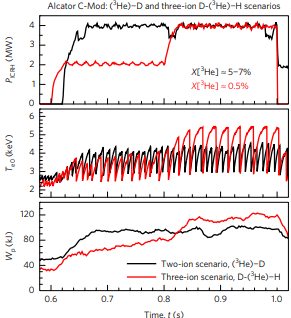 Alcator C-Mod: (³He)–D and three-ion D-(³He)–H scenarios
P_ICRH (MW)
4
3
2
1
0
X[³He] ≈ 5–7%
X[³He] ≈ 0.5%
T_e0 (keV)
6
5
4
3
2
W_p (kJ)
120
80
40
0
Two-ion scenario, (³He)–D
Three-ion scenario, D-(³He)–H
0.6 0.7 0.8 0.9 1.0
Time, t (s)